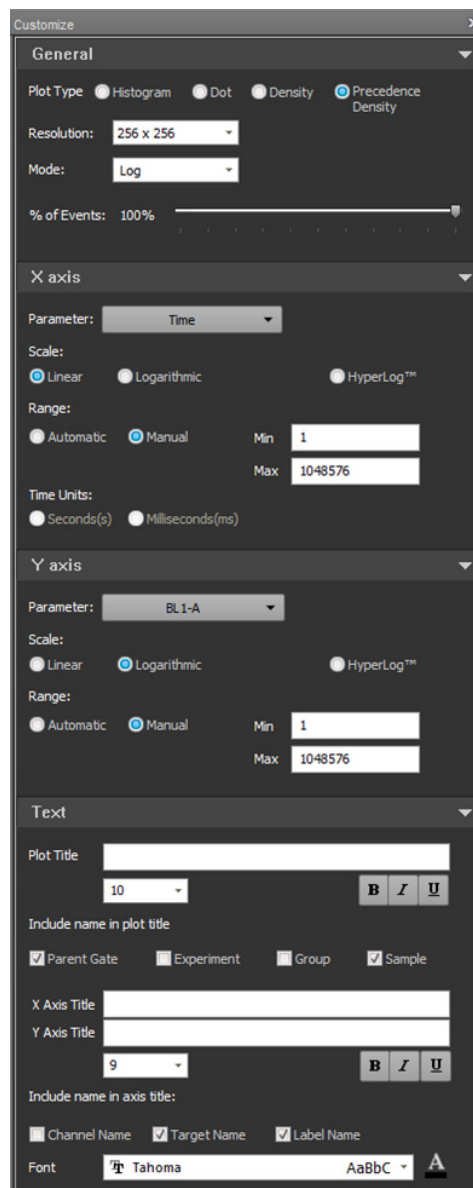 Customize
General
Plot Type Histogram Dot Density Precedence
Density
Resolution: 256 x 256
Mode: Log
% of Events: 100%
X axis
Parameter: Time
Scale:
Linear Logarithmic HyperLog™
Range:
Automatic Manual Min 1
Max 1048576
Time Units:
Seconds(s) Milliseconds(ms)
Y axis
Parameter: BL1-A
Scale:
Linear Logarithmic HyperLog™
Range:
Automatic Manual Min 1
Max 1048576
Text
Plot Title
10 B I U
Include name in plot title
Parent Gate Experiment Group Sample
X Axis Title
Y Axis Title
9 B I U
Include name in axis title:
Channel Name Target Name Label Name
Font Tahoma AaBbC A